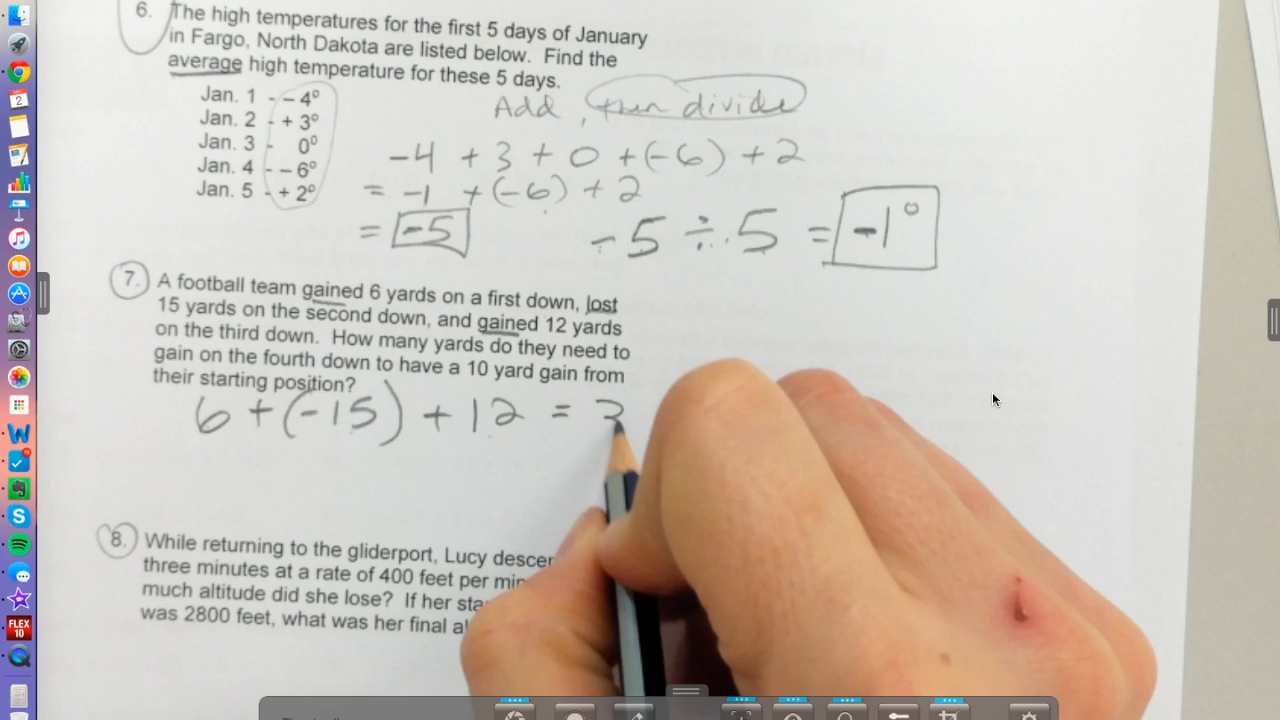 6. The high temperatures for the first 5 days of January
in Fargo, North Dakota are listed below. Find the
average high temperature for these 5 days.
Add, then divide
Jan. 1 - - 4°
Jan. 2 - + 3°
Jan. 3 - 0°
Jan. 4 - - 6°
Jan. 5 - + 2°
-4 + 3 + 0 + (-6) + 2
= -1 + (-6) + 2
= -5
-5 ÷ 5 = -1°
7. A football team gained 6 yards on a first down, lost
15 yards on the second down, and gained 12 yards
on the third down. How many yards do they need to
gain on the fourth down to have a 10 yard gain from
their starting position?
6 + (-15) + 12 = 3
8. While returning to the gliderport, Lucy
three minutes at a rate of 400 feet per
much altitude did she lose? If her
was 2800 feet, what was her final
FLEX
10
2